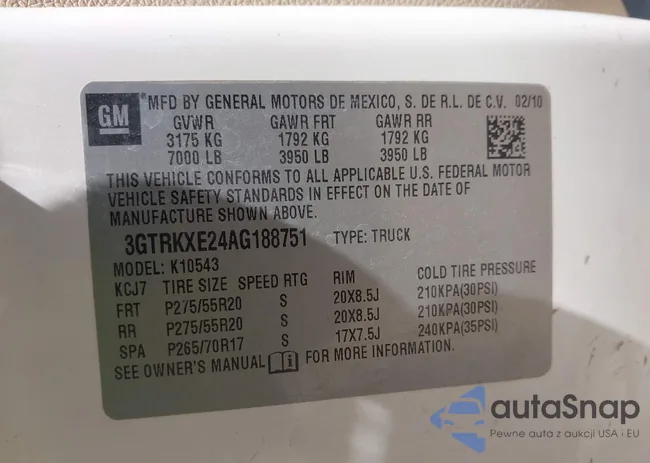 GM
MFD BY GENERAL MOTORS DE MEXICO, S. DE R.L. DE C.V. 02/10
GVWR GAWR FRT GAWR RR
3175 KG 1792 KG 1792 KG
7000 LB 3950 LB 3950 LB
THIS VEHICLE CONFORMS TO ALL APPLICABLE U.S. FEDERAL MOTOR
VEHICLE SAFETY STANDARDS IN EFFECT ON THE DATE OF
MANUFACTURE SHOWN ABOVE.
3GTRKXE24AG188751 TYPE: TRUCK
MODEL: K10543
KCJ7 TIRE SIZE SPEED RTG RIM COLD TIRE PRESSURE
FRT P275/55R20 S 20X8.5J 210KPA(30PSI)
RR P275/55R20 S 20X8.5J 210KPA(30PSI)
SPA P265/70R17 S 17X7.5J 240KPA(35PSI)
SEE OWNER'S MANUAL i FOR MORE INFORMATION.
autaSnap
Pewne auta z aukcji USA i EU